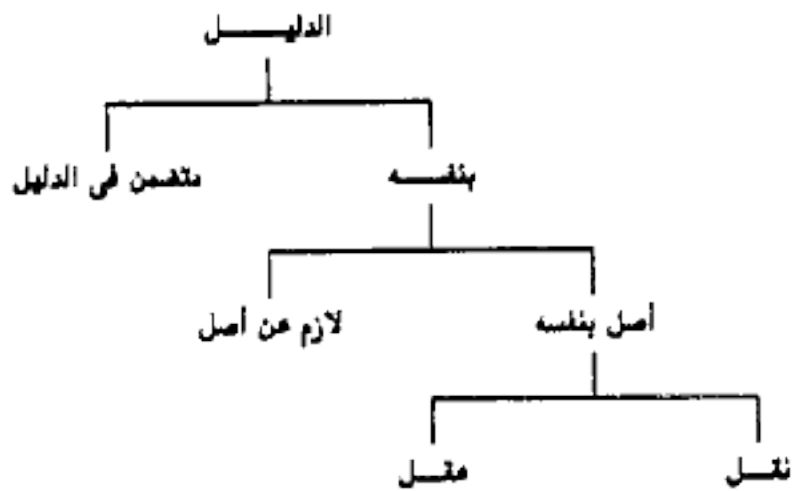 الدليل
بنفسه
متضمن في الدليل
أصل بنفسه
لازم عن أصل
نقل
عقل